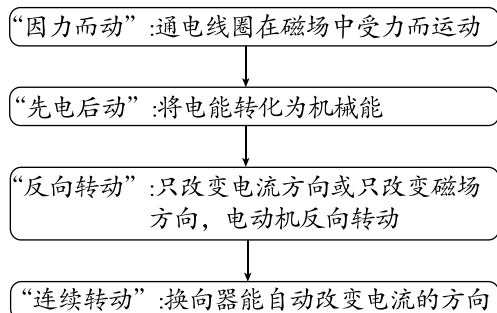 “因力而动”:通电线圈在磁场中受力而运动
“先电后动”:将电能转化为机械能
“反向转动”:只改变电流方向或只改变磁场
方向，电动机反向转动
“连续转动”:换向器能自动改变电流的方向